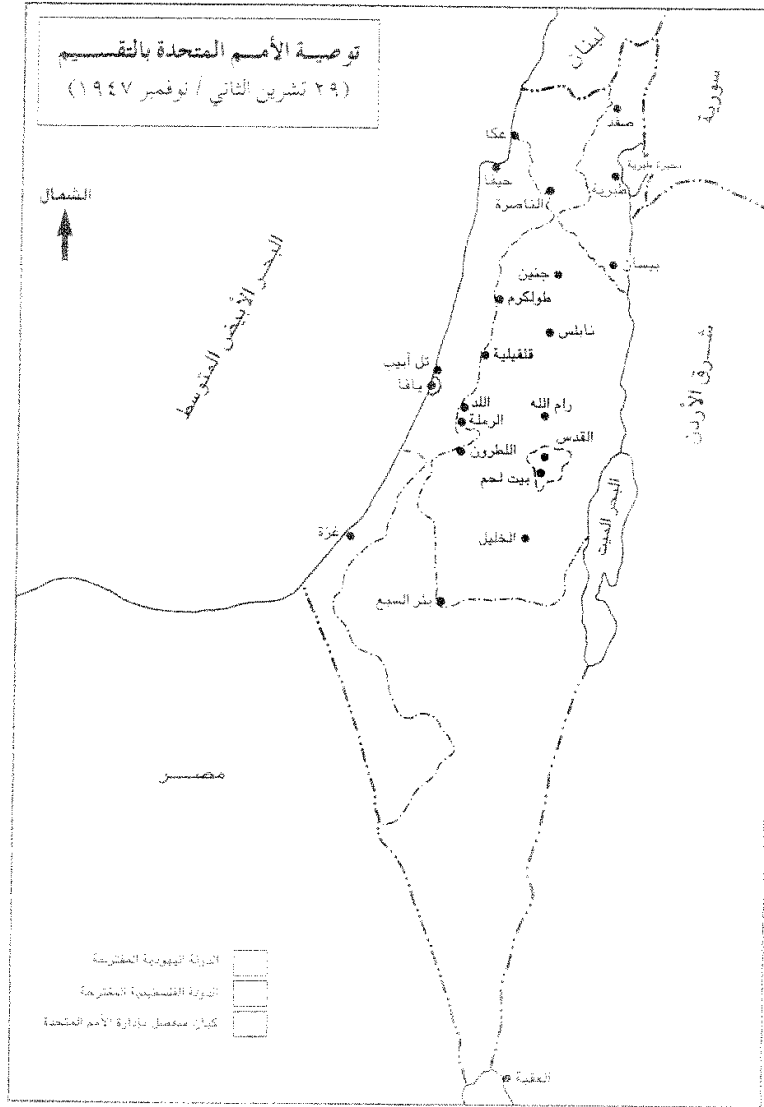 توصية الأمم المتحدة بالتقسيم
(٢٩ تشرين الثاني / نوفمبر ١٩٤٧)
لبنان
سورية
صفد
عكا
بحيرة طبرية
حيفا
طبرية
الناصرة
الشمال
البحر الأبيض المتوسط
بيسان
جنين
طولكرم
نابلس
شرق الأردن
قلقيلية
تل أبيب
يافا
اللد
رام الله
الرملة
القدس
اللطرون
بيت لحم
البحر الميت
غزة
الخليل
بئر السبع
مصر
الدولة اليهودية المقترحة
الدولة الفلسطينية المقترحة
كيان منفصل بإدارة الأمم المتحدة
العقبة